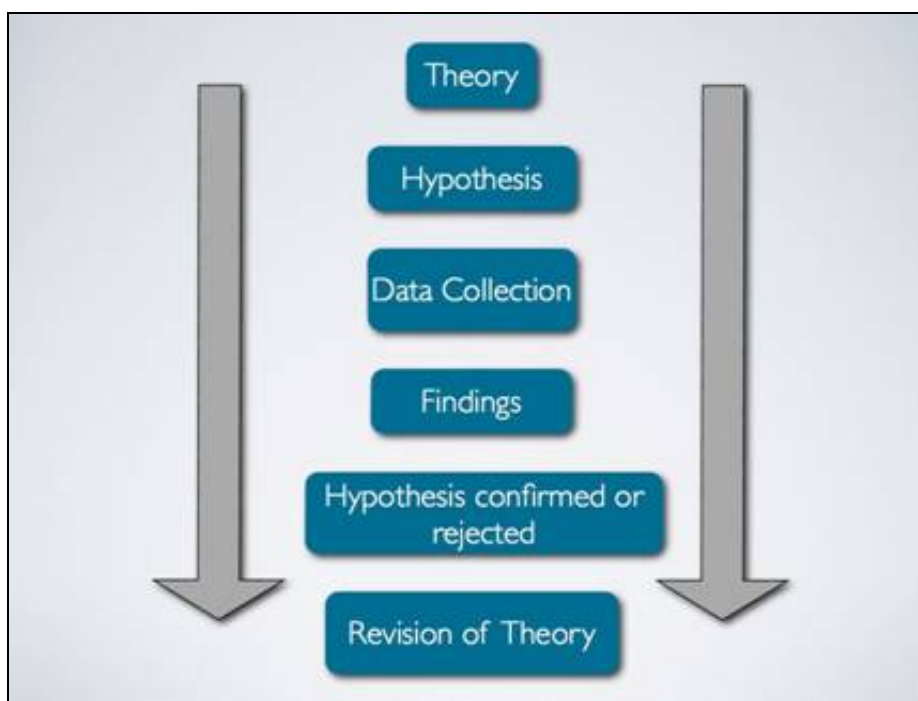 Theory
Hypothesis
Data Collection
Findings
Hypothesis confirmed or
rejected
Revision of Theory